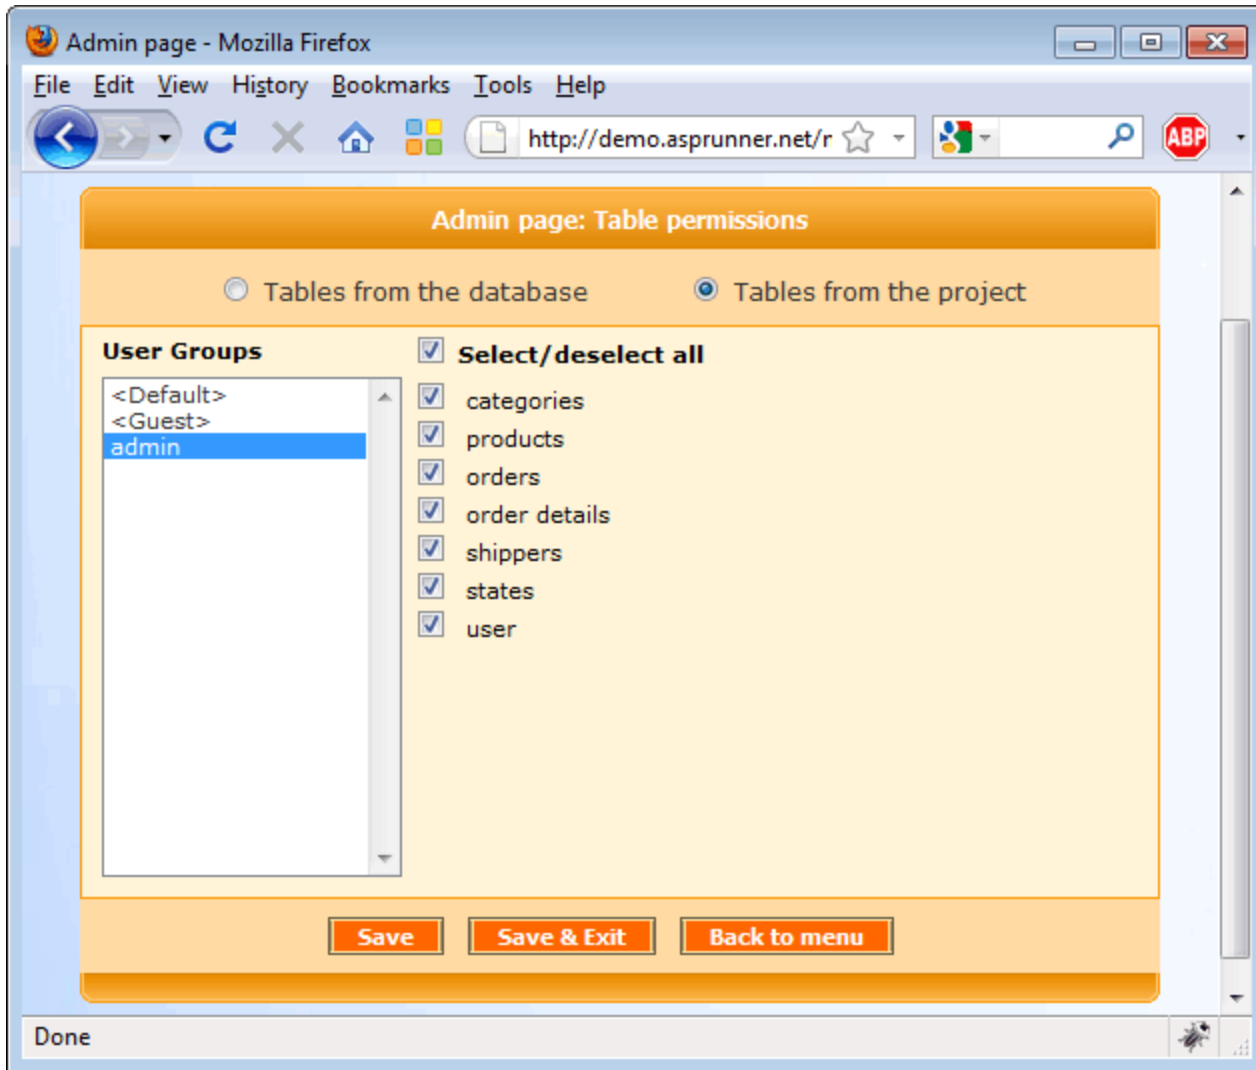 Admin page - Mozilla Firefox
File Edit View History Bookmarks Tools Help
http://demo.asprunner.net/r
ABP
Admin page: Table permissions
Tables from the database Tables from the project
User Groups Select/deselect all
<Default> categories
<Guest> products
admin orders
order details
shippers
states
user
Save Save & Exit Back to menu
Done